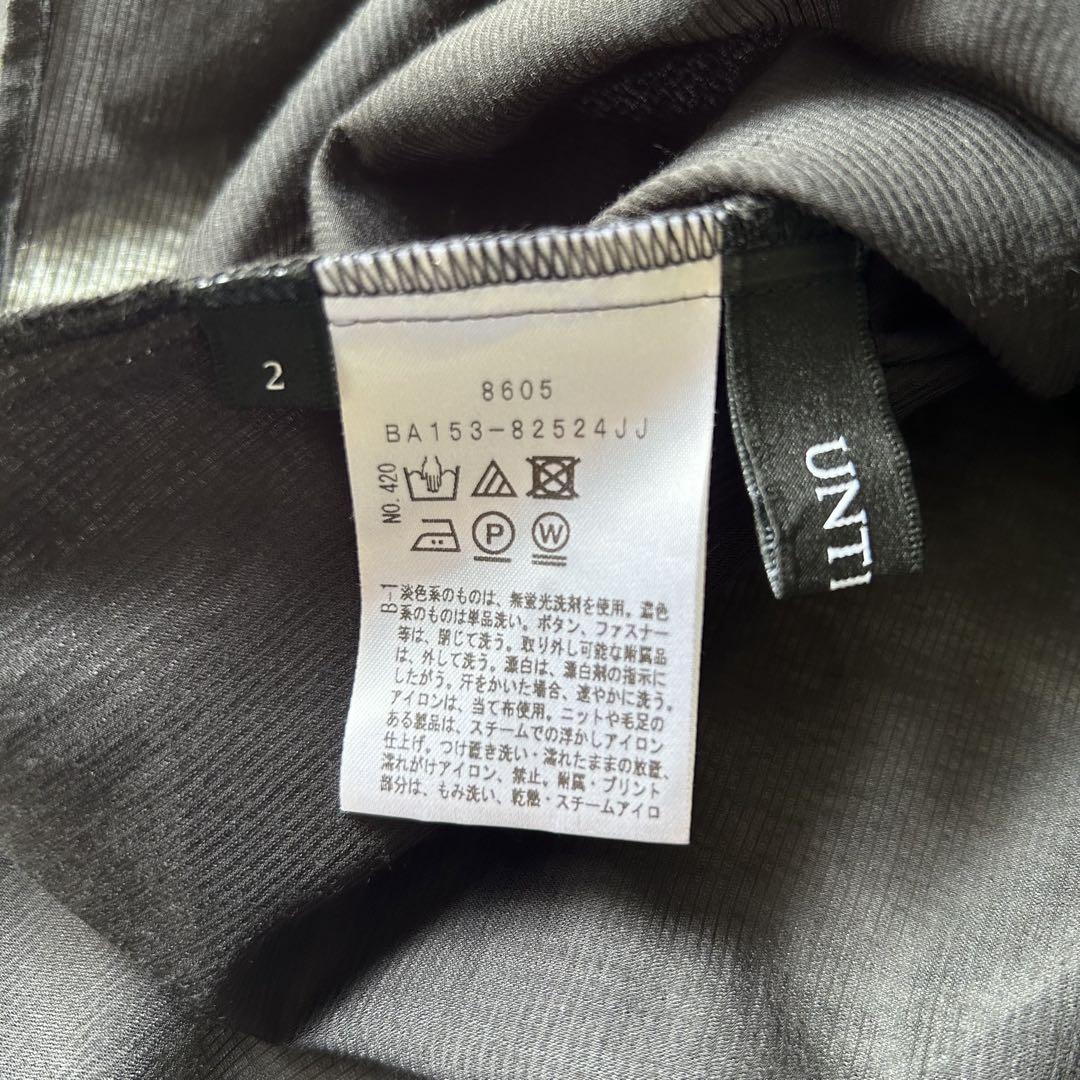 2
8605
BA153-82524JJ
NO.420
P
W
B-1
淡色系のものは、無蛍光洗剤を使用。濃色
系のものは単品洗い。ボタン、ファスナー
等は、閉じて洗う。取り外し可能な附属品
は、外して洗う。漂白は、漂白剤の指示に
したがう。汗をかいた場合、速やかに洗う。
アイロンは、当て布使用。ニットや毛足の
ある製品は、スチームでの浮かしアイロン
仕上げ。つけ置き洗い・濡れたままの放置、
濡れがけアイロン、禁止。附属・プリント
部分は、もみ洗い、乾燥・スチームアイロ
UNTI